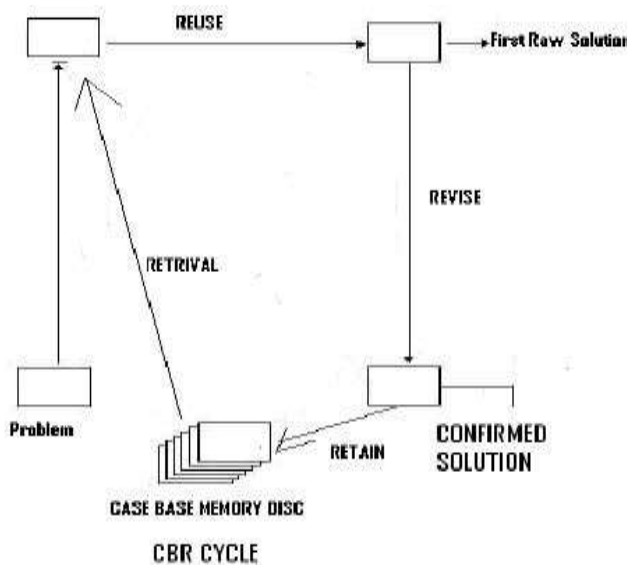 REUSE
First Raw Solution
REVISE
RETRIVAL
Problem
RETAIN
CONFIRMED
SOLUTION
CASE BASE MEMORY DISC
CBR CYCLE